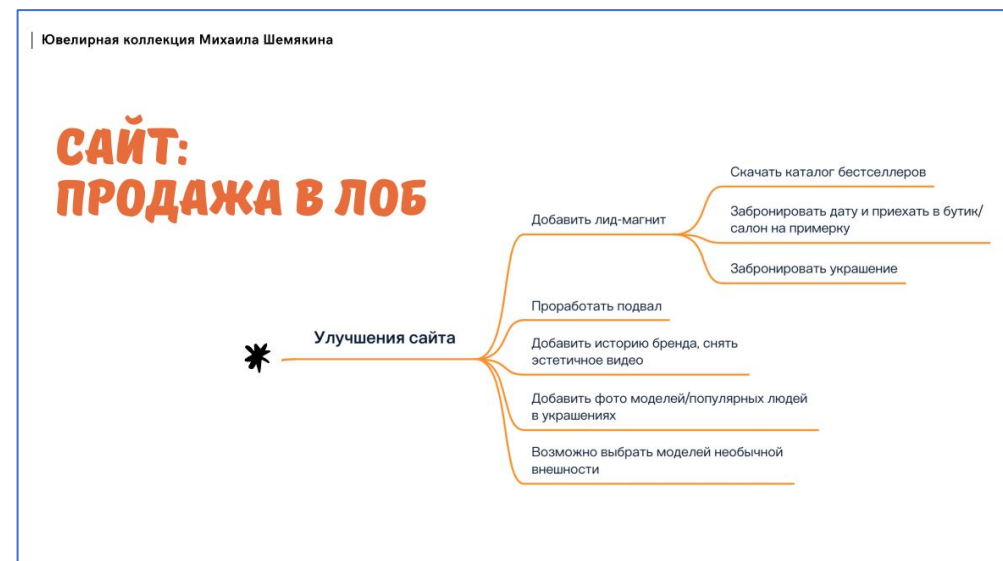 Ювелирная коллекция Михаила Шемякина
САЙТ:
ПРОДАЖА В ЛОБ
Улучшения сайта
Добавить лид-магнит
Скачать каталог бестселлеров
Забронировать дату и приехать в бутик/
салон на примерку
Забронировать украшение
Проработать подвал
Добавить историю бренда, снять
эстетичное видео
Добавить фото моделей/популярных людей
в украшениях
Возможно выбрать моделей необычной
внешности